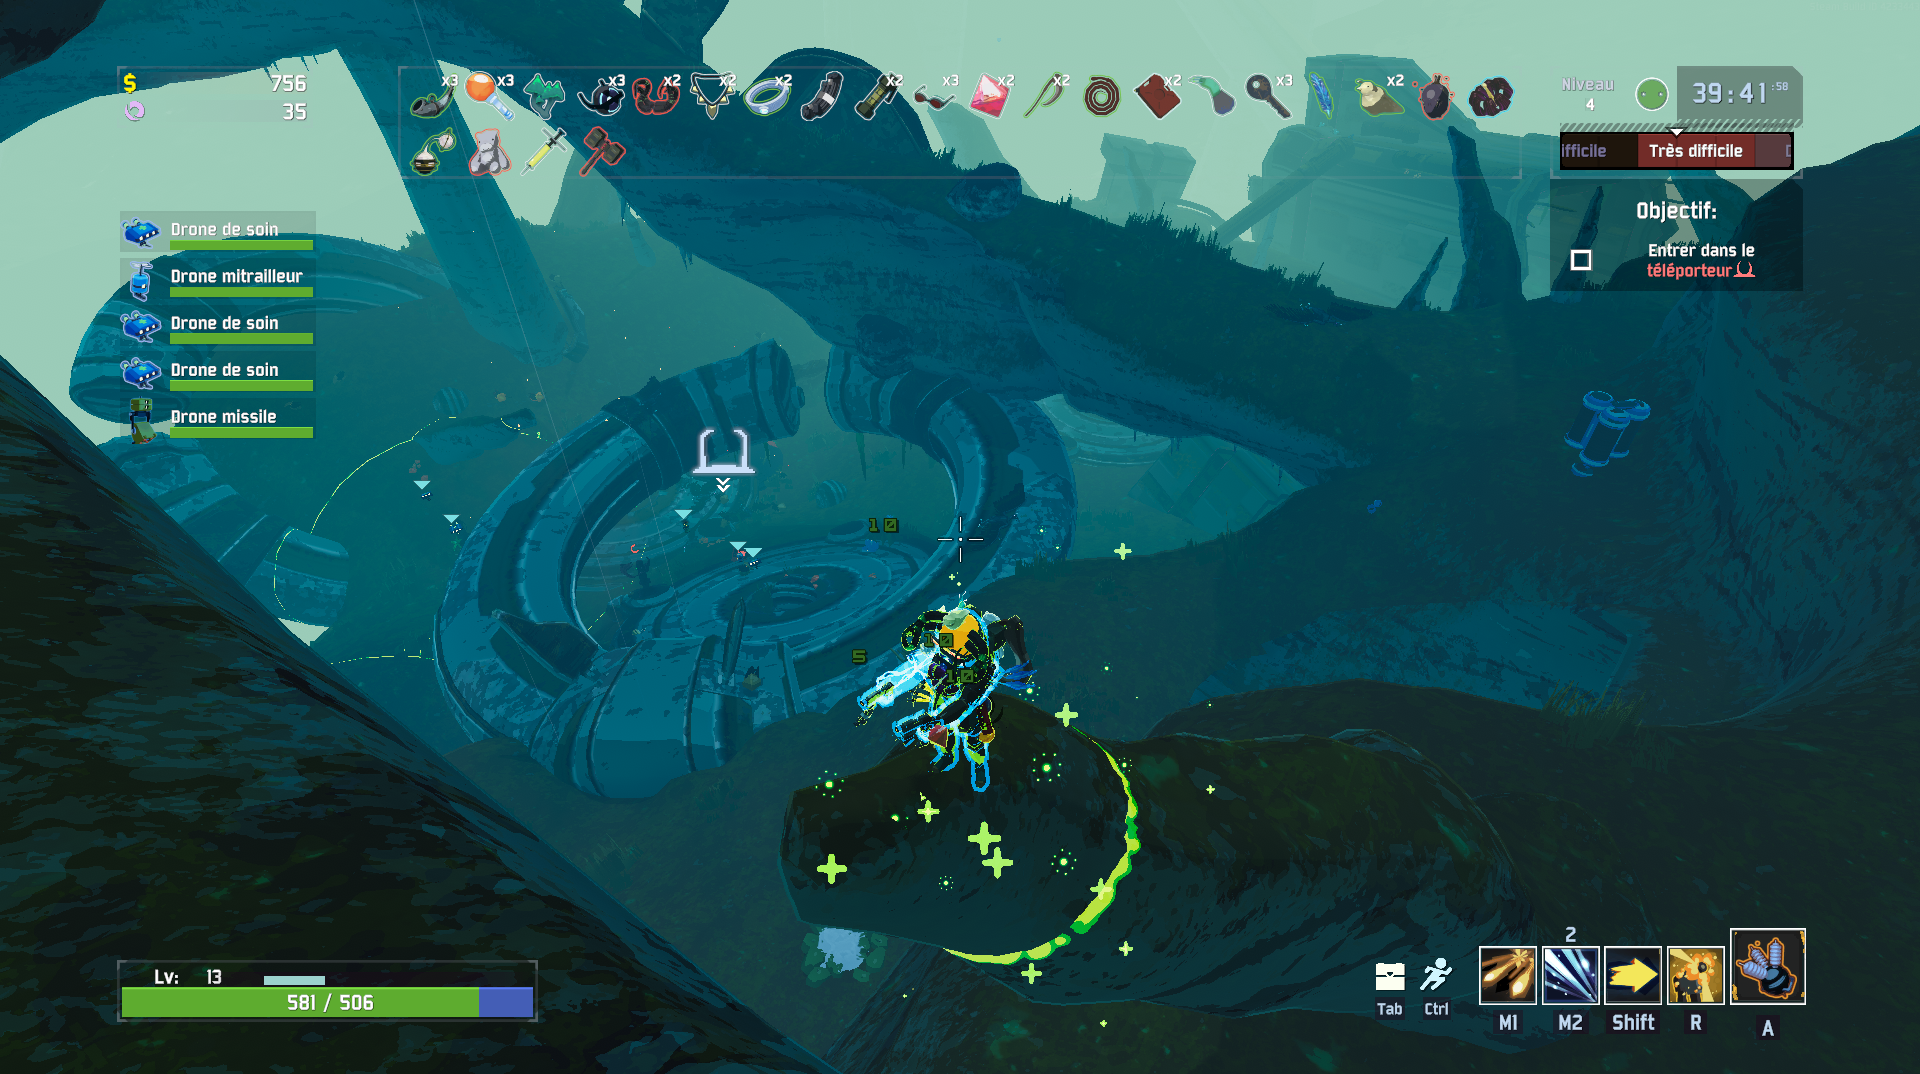 $ 756
35
x3 x3 x3 x2 x2 x2 x2 x3 x2 x2 x2 x3 x2
Niveau
4
39:41:58
ifficile Très difficile
Objectif:
Entrer dans le
téléporteur
Drone de soin
Drone mitrailleur
Drone de soin
Drone de soin
Drone missile
10
10
5
10
Lv: 13
581 / 506
2
Tab Ctrl M1 M2 Shift R A